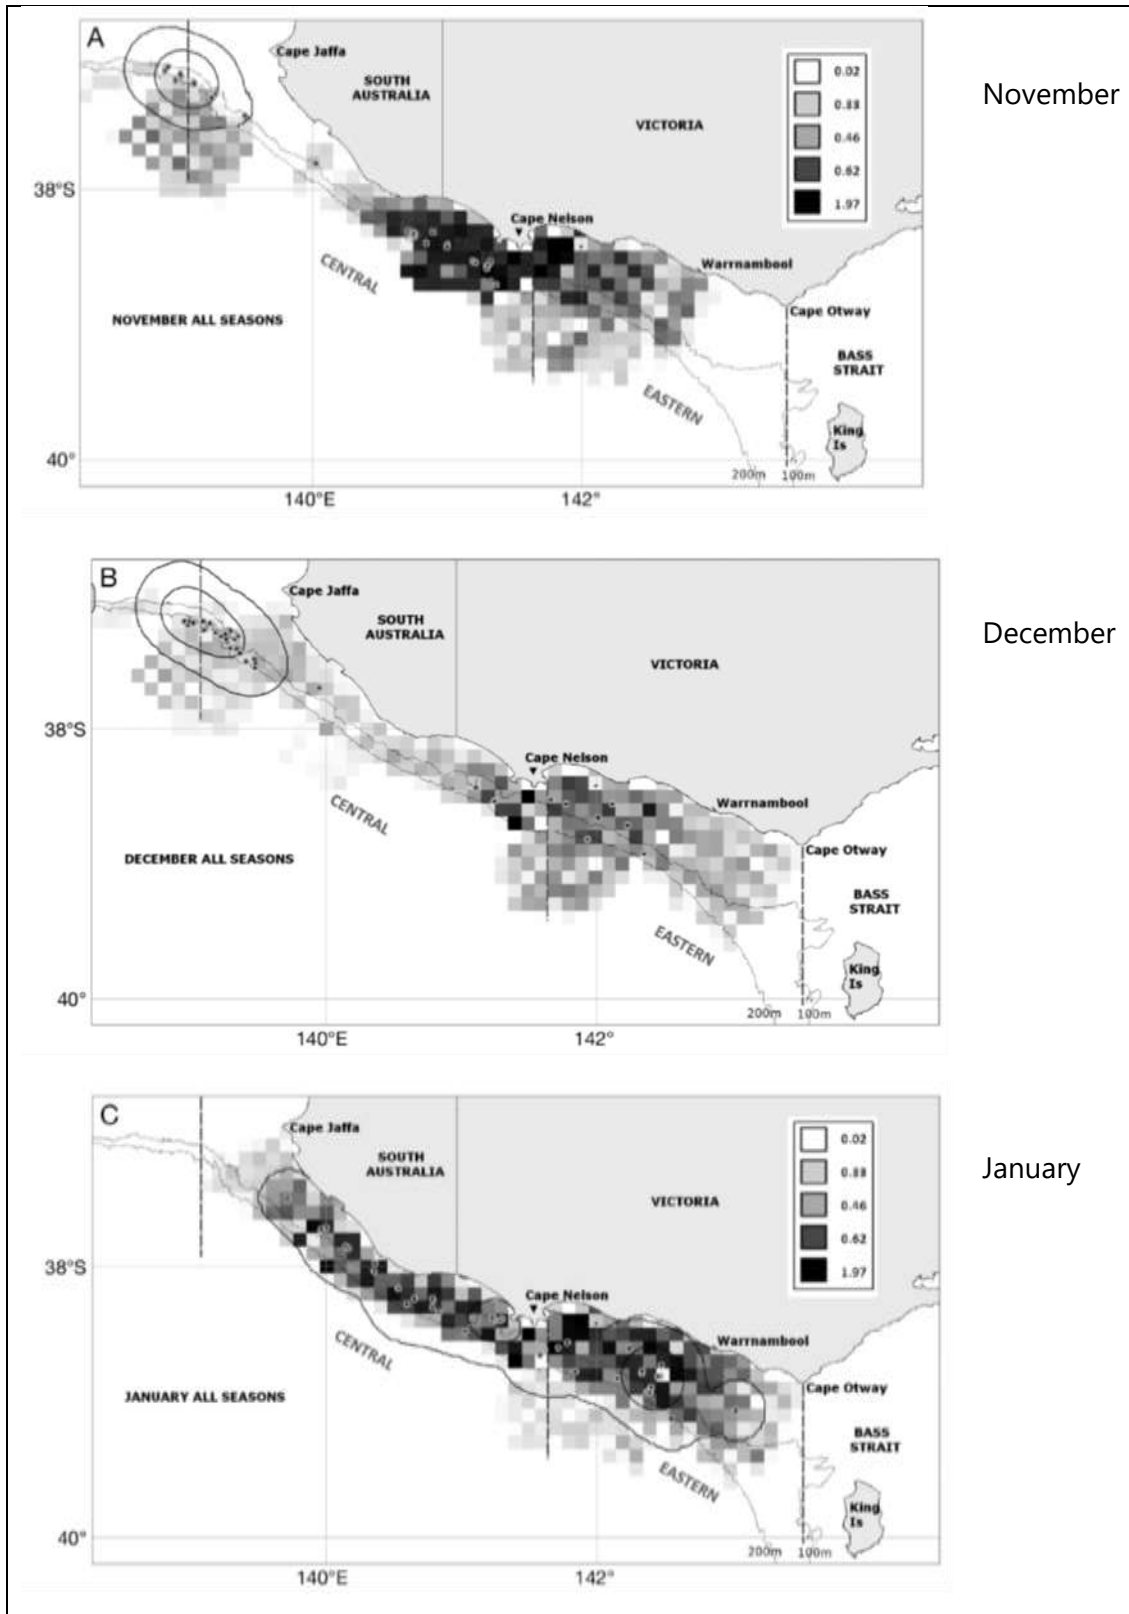 A
Cape Jaffa
SOUTH
AUSTRALIA
VICTORIA
0.02
0.88
0.46
0.62
1.97
November
38°S
Cape Nelson
CENTRAL
Warrnambool
NOVEMBER ALL SEASONS
Cape Otway
BASS
STRAIT
EASTERN
King
Is
40°
200m
100m
140°E
142°
B
Cape Jaffa
SOUTH
AUSTRALIA
VICTORIA
December
38°S
Cape Nelson
CENTRAL
Warrnambool
DECEMBER ALL SEASONS
Cape Otway
BASS
STRAIT
EASTERN
King
Is
40°
200m
100m
140°E
142°
C
Cape Jaffa
SOUTH
AUSTRALIA
VICTORIA
0.02
0.88
0.46
0.62
1.97
January
38°S
Cape Nelson
CENTRAL
Warrnambool
JANUARY ALL SEASONS
Cape Otway
BASS
STRAIT
EASTERN
King
Is
40°
200m
100m
140°E
142°